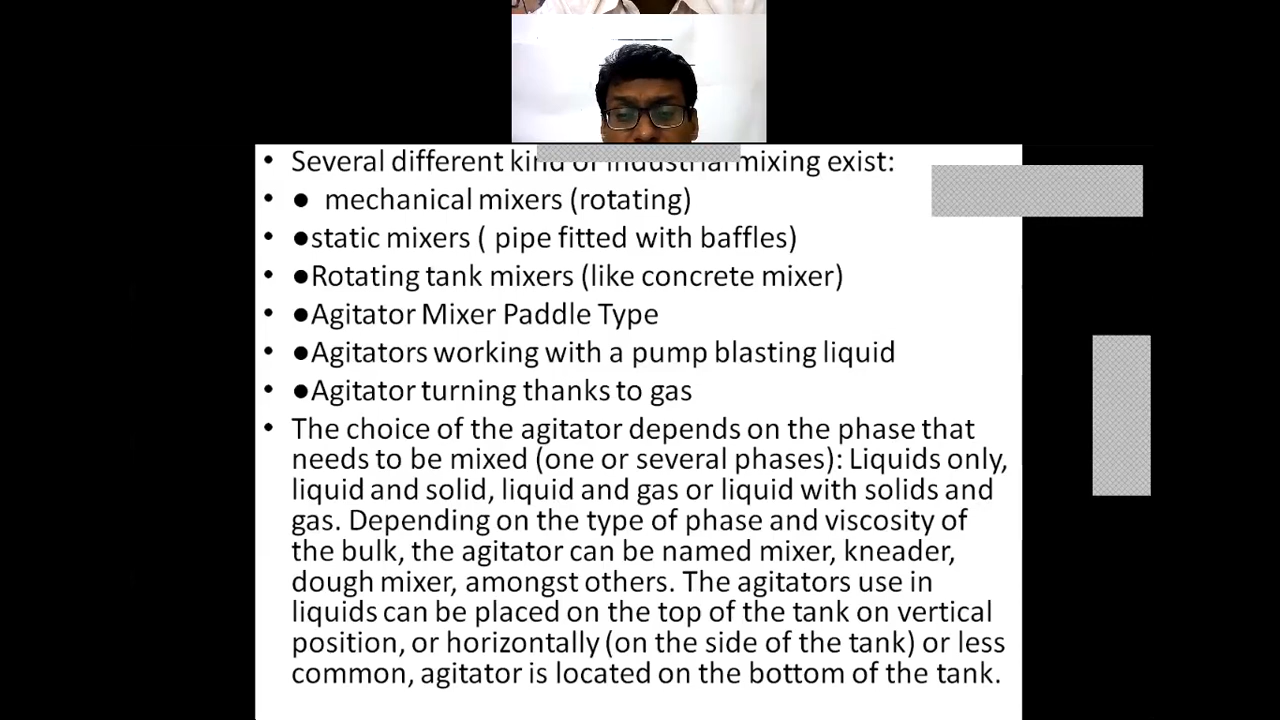 • Several different kind of industrial mixing exist:
• ● mechanical mixers (rotating)
• ●static mixers ( pipe fitted with baffles)
• ●Rotating tank mixers (like concrete mixer)
• ●Agitator Mixer Paddle Type
• ●Agitators working with a pump blasting liquid
• ●Agitator turning thanks to gas
• The choice of the agitator depends on the phase that
needs to be mixed (one or several phases): Liquids only,
liquid and solid, liquid and gas or liquid with solids and
gas. Depending on the type of phase and viscosity of
the bulk, the agitator can be named mixer, kneader,
dough mixer, amongst others. The agitators use in
liquids can be placed on the top of the tank on vertical
position, or horizontally (on the side of the tank) or less
common, agitator is located on the bottom of the tank.